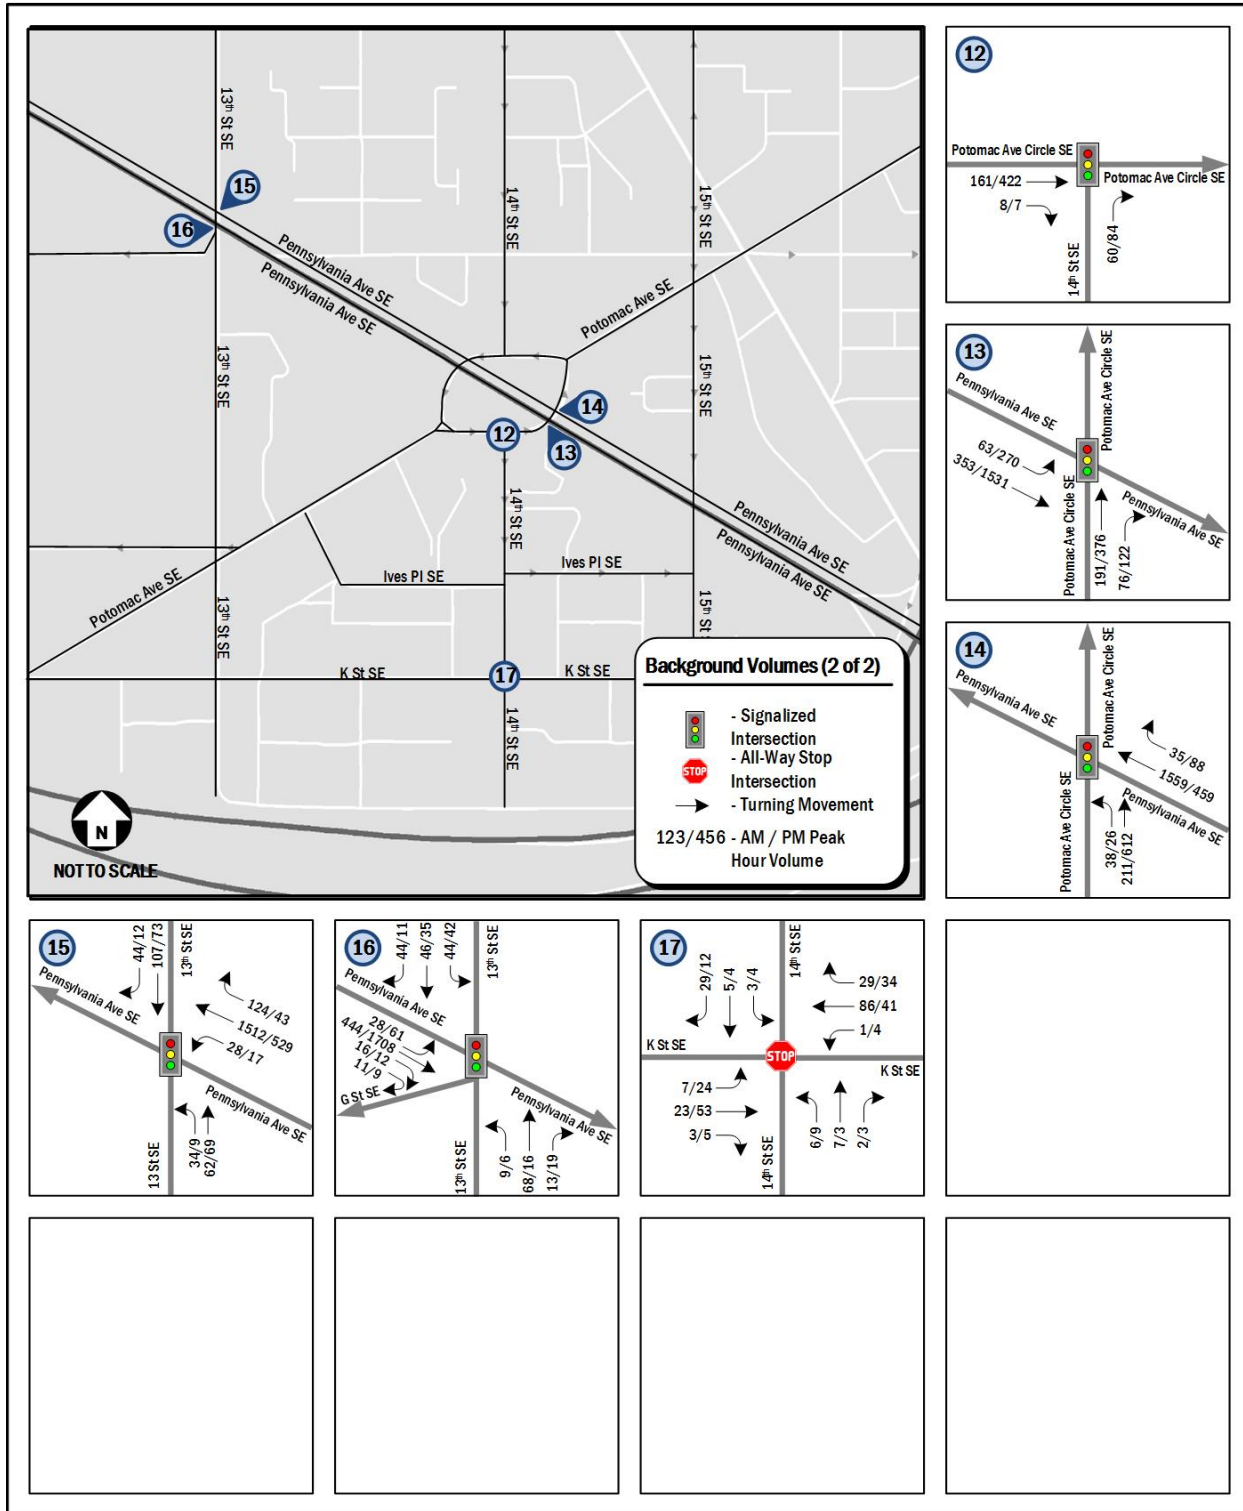 13th St SE
14th St SE
15th St SE
15
16
Pennsylvania Ave SE
Pennsylvania Ave SE
Potomac Ave SE
13th St SE
15th St SE
14
12
13
14th St SE
Pennsylvania Ave SE
Pennsylvania Ave SE
Ives Pl SE
Ives Pl SE
Potomac Ave SE
13th St SE
15th St
K St SE
17
K St SE
14th St SE
N
NOT TO SCALE
Background Volumes (2 of 2)
- Signalized
Intersection
STOP
- All-Way Stop
Intersection
- Turning Movement
123/456 - AM / PM Peak
Hour Volume
12
Potomac Ave Circle SE
Potomac Ave Circle SE
161/422
8/7
60/84
14th St SE
13
Pennsylvania Ave SE
Potomac Ave Circle SE
63/270
353/1531
Potomac Ave Circle SE
191/376
76/122
Pennsylvania Ave SE
14
Pennsylvania Ave SE
Potomac Ave Circle SE
35/88
1559/459
Potomac Ave Circle SE
38/26
211/612
Pennsylvania Ave SE
15
44/12
107/73
13th St SE
Pennsylvania Ave SE
124/43
1512/529
28/17
13 St SE
34/9
62/69
Pennsylvania Ave SE
16
44/11
46/35
44/42
13th St SE
Pennsylvania Ave SE
28/61
444/1708
16/12
11/9
G St SE
13th St SE
9/6
68/16
13/19
Pennsylvania Ave SE
17
29/12
5/4
3/4
14th St SE
29/34
86/41
1/4
K St SE
STOP
K St SE
7/24
23/53
3/5
14th St SE
6/9
7/3
2/3